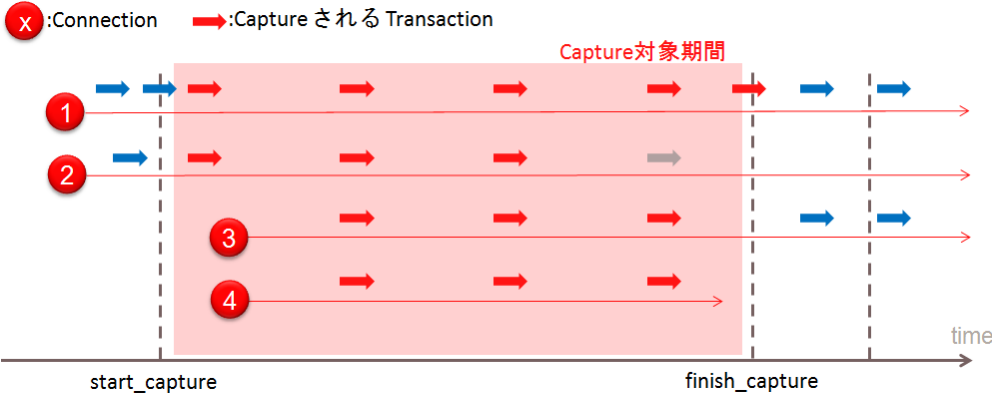 x :Connection :Capture される Transaction
Capture対象期間
1
2
3
4
time
start_capture finish_capture